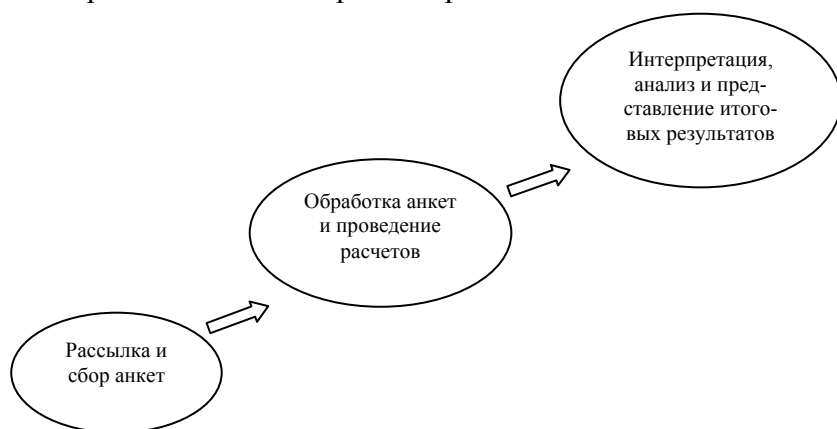 Интерпретация,
анализ и пред-
ставление итого-
вых результатов
Обработка анкет
и проведение
расчетов
Рассылка и
сбор анкет